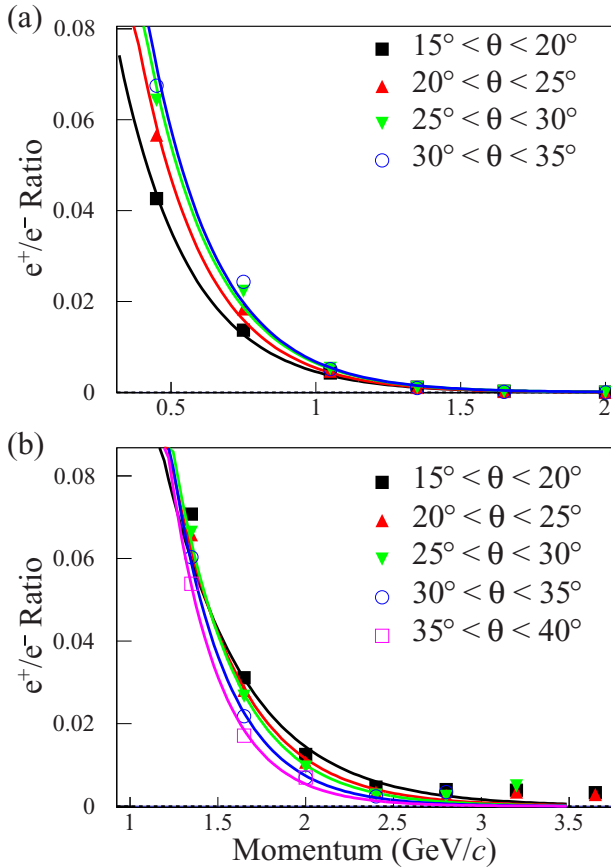 (a)
0.08
0.06
0.04
0.02
0
e⁺/e⁻ Ratio
15° < θ < 20°
20° < θ < 25°
25° < θ < 30°
30° < θ < 35°
0.5 1 1.5 2
(b)
0.08
0.06
0.04
0.02
0
e⁺/e⁻ Ratio
15° < θ < 20°
20° < θ < 25°
25° < θ < 30°
30° < θ < 35°
35° < θ < 40°
1 1.5 2 2.5 3 3.5
Momentum (GeV/c)